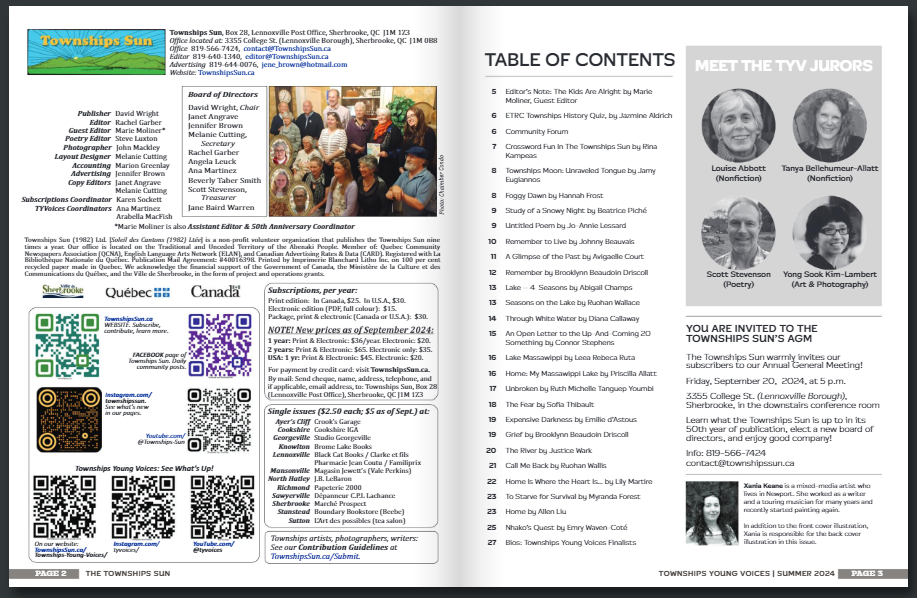 Townships Sun
Townships Sun, Box 28, Lennoxville Post Office, Sherbrooke, QC J1M 1Z3
Office located at: 3355 College St. (Lennoxville Borough), Sherbrooke, QC J1M 0B8
Office 819-566-7424, contact@TownshipsSun.ca
Editor 819-640-1340, editor@TownshipsSun.ca
Advertising 819-644-0076, jene_brown@hotmail.com
Website: TownshipsSun.ca
Publisher David Wright
Editor Rachel Garber
Guest Editor Marie Moliner*
Poetry Editor Steve Luxton
Photographer John Mackley
Layout Designer Melanie Cutting
Accounting Marion Greenlay
Advertising Jennifer Brown
Copy Editors Janet Angrave
Melanie Cutting
Subscriptions Coordinator Karen Sockett
TYVoices Coordinators Ana Martinez
Arabella MacFish
Board of Directors
David Wright, Chair
Janet Angrave
Jennifer Brown
Melanie Cutting,
Secretary
Rachel Garber
Angela Leuck
Ana Martinez
Beverly Taber Smith
Scott Stevenson,
Treasurer
Jane Baird Warren
Photo: Chamber Condo
*Marie Moliner is also Assistant Editor & 50th Anniversary Coordinator
Townships Sun (1982) Ltd. [Soleil des Cantons (1982) Ltée] is a non-profit volunteer organization that publishes the Townships Sun nine
times a year. Our office is located on the Traditional and Unceded Territory of the Abenaki People. Member of: Quebec Community
Newspapers Association (QCNA), English Language Arts Network (ELAN), and Canadian Advertising Rates & Data (CARD). Registered with La
Bibliothèque Nationale du Québec. Publication Mail Agreement: #40016398. Printed by Imprimerie Blanchard Litho Inc. on 100 per cent
recycled paper made in Quebec. We acknowledge the financial support of the Government of Canada, the Ministère de la Culture et des
Communications du Québec, and the Ville de Sherbrooke, in the form of project and operations grants.
Ville de
Sherbrooke
Québec
Canada
TownshipsSun.ca
WEBSITE. Subscribe,
contribute, learn more.
FACEBOOK page of
Townships Sun. Daily
community posts.
Instagram.com/
townshipssun.
See what's new
in our pages.
YouTube.com/
@Townships-Sun
Townships Young Voices: See What's Up!
On our website:
TownshipsSun.ca/
Townships-Young-Voices/
Instagram.com/
tyvoices/
YouTube.com/
@tyvoices
Subscriptions, per year:
Print edition: In Canada, $25. In U.S.A., $30.
Electronic edition (PDF, full colour): $15.
Package, print & electronic (Canada or U.S.A.): $30.
NOTE! New prices as of September 2024:
1 year: Print & Electronic: $36/year. Electronic: $20.
2 years: Print & Electronic: $65. Electronic only: $35.
USA: 1 yr: Print & Electronic: $45. Electronic: $20.
For payment by credit card: visit TownshipsSun.ca.
By mail: Send cheque, name, address, telephone, and
if applicable, email address, to: Townships Sun, Box 28
(Lennoxville Post Office), Sherbrooke, QC J1M 1Z3
Single issues ($2.50 each; $5 as of Sept.) at:
Ayer's Cliff Crook's Garage
Cookshire Cookshire IGA
Georgeville Studio Georgeville
Knowlton Brome Lake Books
Lennoxville Black Cat Books / Clarke et fils
Pharmacie Jean Coutu / Familiprix
Mansonville Magasin Jewett's (Vale Perkins)
North Hatley J.B. LeBaron
Richmond Papeterie 2000
Sawyerville Dépanneur C.P.I. Lachance
Sherbrooke Marché Prospect
Stanstead Boundary Bookstore (Beebe)
Sutton L'Art des possibles (tea salon)
Townships artists, photographers, writers:
See our Contribution Guidelines at
TownshipsSun.ca/Submit.
PAGE 2 THE TOWNSHIPS SUN
TABLE OF CONTENTS
5 Editor's Note: The Kids Are Alright by Marie
Moliner, Guest Editor
6 ETRC Townships History Quiz, by Jazmine Aldrich
6 Community Forum
7 Crossword Fun In The Townships Sun by Rina
Kampeas
8 Townships Moon: Unraveled Tongue by Jamy
Eugiannos
8 Foggy Dawn by Hannah Frost
9 Study of a Snowy Night by Beatrice Piché
9 Untitled Poem by Jo-Annie Lessard
10 Remember to Live by Johnny Beauvais
11 A Glimpse of the Past by Avigaelle Court
12 Remember by Brooklynn Beaudoin Driscoll
13 Lake -- 4 Seasons by Abigail Champs
13 Seasons on the Lake by Ruohan Wallace
14 Through White Water by Diana Callaway
15 An Open Letter to the Up-And-Coming 20
Something by Connor Stephens
16 Lake Massawippi by Leea Rebeca Ruta
16 Home: My Massawippi Lake by Priscilla Allatt
17 Unbroken by Ruth Michelle Tanguep Youmbi
18 The Fear by Sofia Thibault
19 Expensive Darkness by Emilie d'Astous
19 Grief by Brooklynn Beaudoin Driscoll
20 The River by Justice Wark
21 Call Me Back by Ruohan Wallis
22 Home Is Where the Heart Is... by Lily Martire
23 To Starve for Survival by Myranda Forest
23 Home by Allen Liu
25 Nhako's Quest by Emry Waven-Coté
27 Bios: Townships Young Voices Finalists
MEET THE TYV JURORS
Louise Abbott
(Nonfiction)
Tanya Bellehumeur-Allatt
(Nonfiction)
Scott Stevenson
(Poetry)
Yong Sook Kim-Lambert
(Art & Photography)
YOU ARE INVITED TO THE
TOWNSHIPS SUN'S AGM
The Townships Sun warmly invites our
subscribers to our Annual General Meeting!
Friday, September 20, 2024, at 5 p.m.
3355 College St. (Lennoxville Borough),
Sherbrooke, in the downstairs conference room
Learn what the Townships Sun is up to in its
50th year of publication, elect a new board of
directors, and enjoy good company!
Info: 819-566-7424
contact@townshipssun.ca
Xania Keane is a mixed-media artist who
lives in Newport. She worked as a writer
and a touring musician for many years and
recently started painting again.
In addition to the front cover illustration,
Xania is responsible for the back cover
illustration in this issue.
TOWNSHIPS YOUNG VOICES | SUMMER 2024 PAGE 3